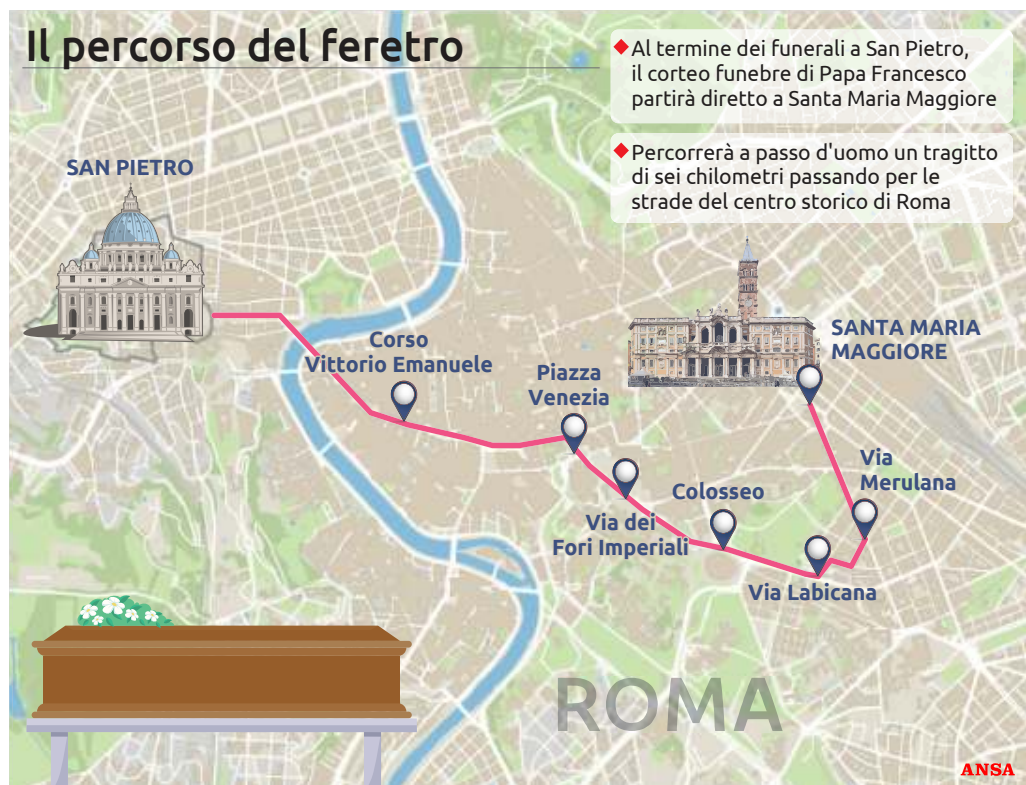 Il percorso del feretro
◆Al termine dei funerali a San Pietro,
il corteo funebre di Papa Francesco
partirà diretto a Santa Maria Maggiore
◆Percorrerà a passo d'uomo un tragitto
di sei chilometri passando per le
strade del centro storico di Roma
SAN PIETRO
Corso
Vittorio Emanuele
Piazza
Venezia
Via dei
Fori Imperiali
Colosseo
Via Labicana
Via
Merulana
SANTA MARIA
MAGGIORE
ROMA
ANSA